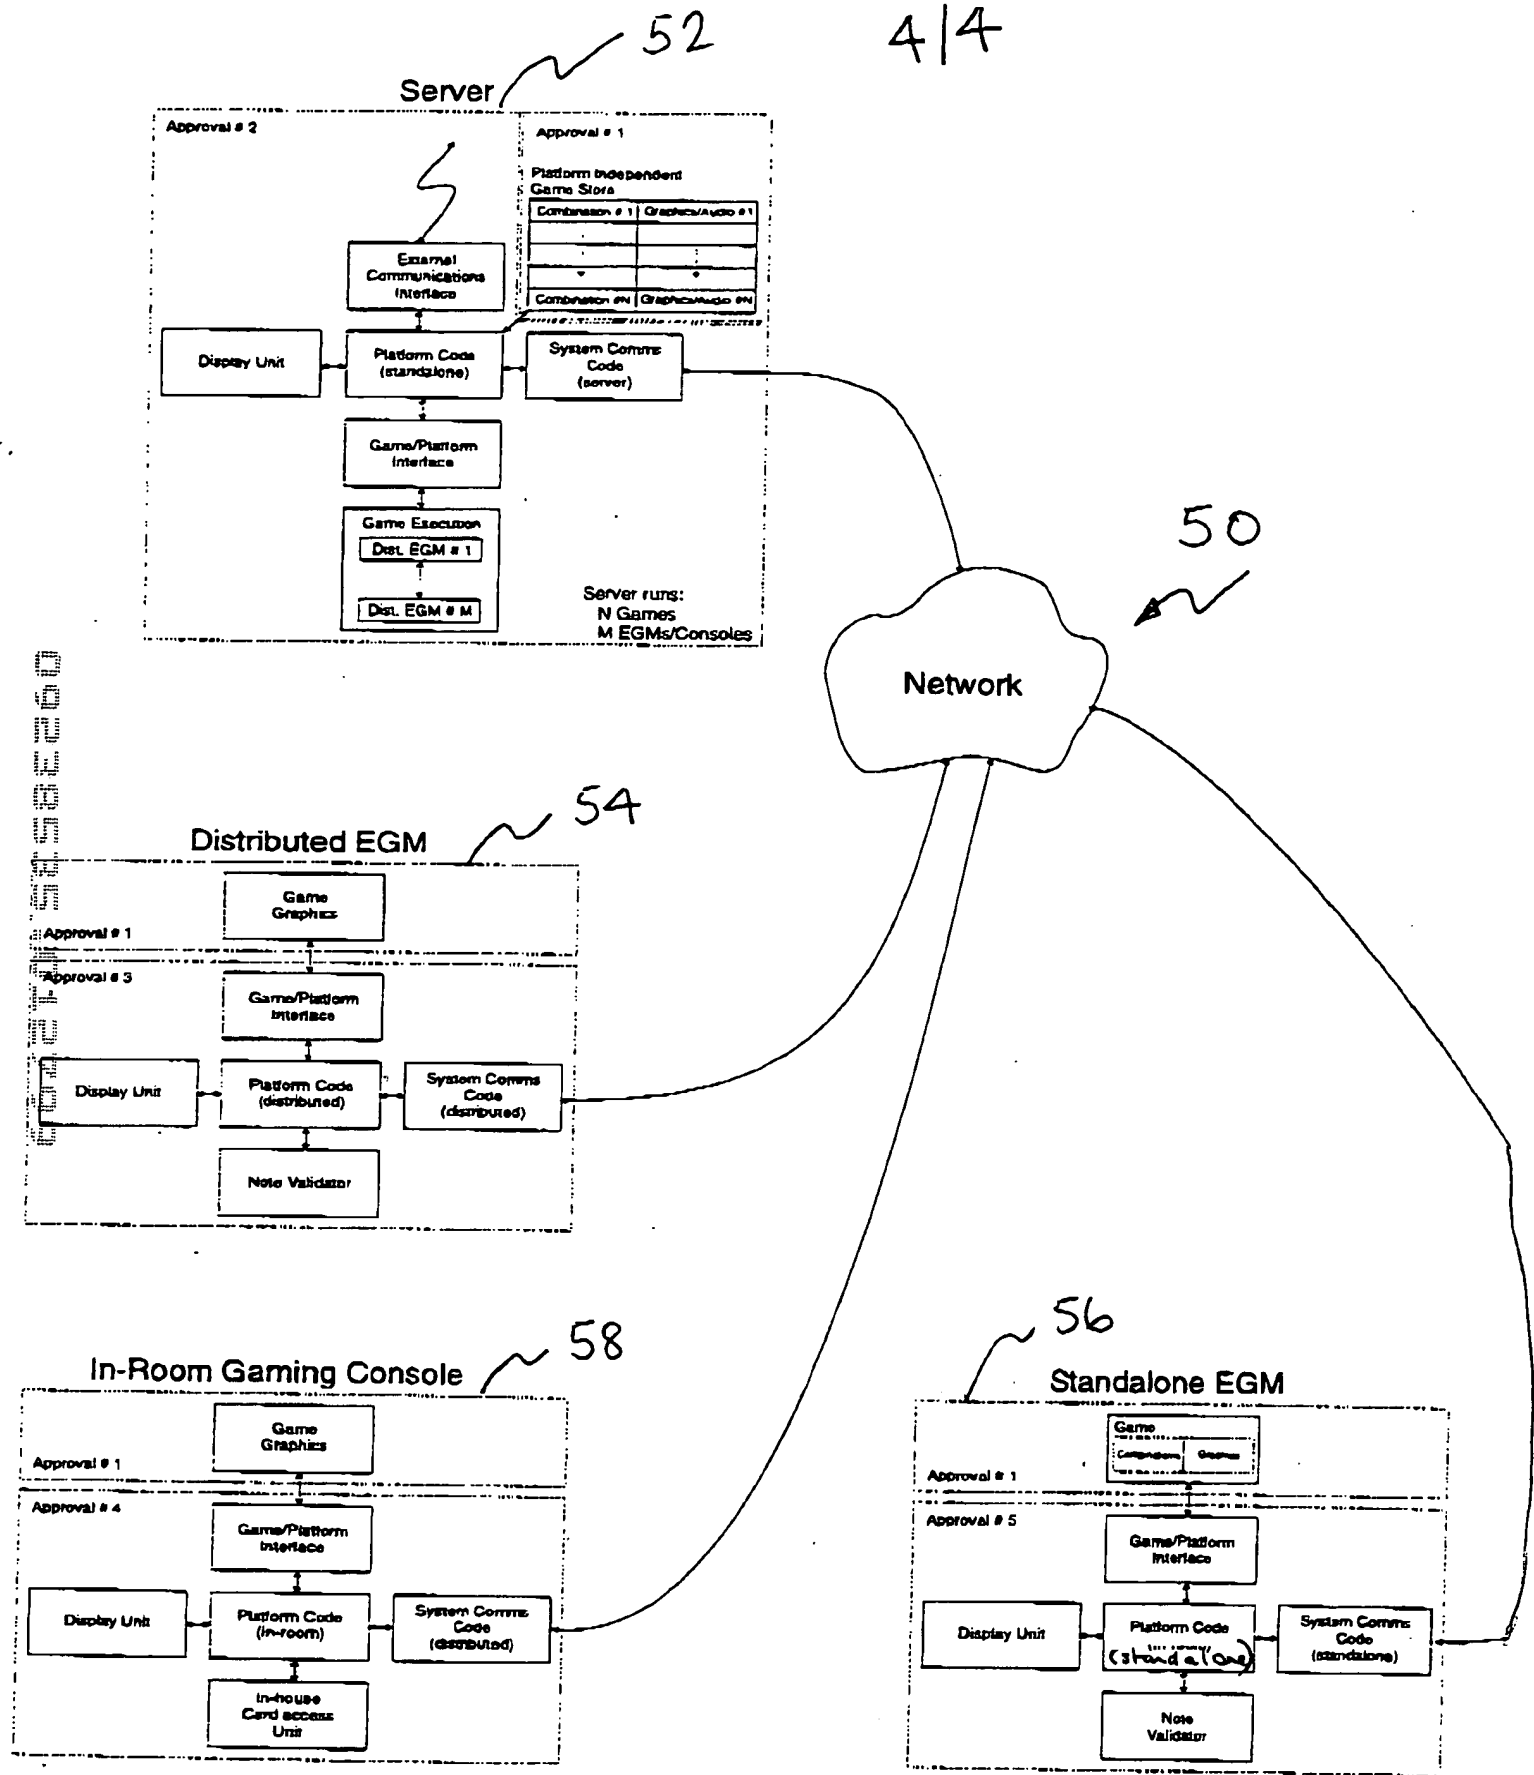 52
4/4
Server
Approval # 2
Approval # 1
Platform Independent
Game Store
Combination # 1
Graphics/Audio #1
Combination #N
Graphics/Audio #N
External
Communications
Interface
Display Unit
Platform Code
(standalone)
System Comms
Code
(server)
Game/Platform
Interface
Game Execution
Dist. EGM # 1
Dist. EGM # M
Server runs:
N Games
M EGMs/Consoles
50
Network
54
Distributed EGM
Game
Graphics
Approval # 1
Approval # 3
Game/Platform
Interface
Display Unit
Platform Code
(distributed)
System Comms
Code
(distributed)
Note Validator
58
In-Room Gaming Console
Game
Graphics
Approval # 1
Approval # 4
Game/Platform
Interface
Display Unit
Platform Code
(in-room)
System Comms
Code
(distributed)
In-house
Card access
Unit
56
Standalone EGM
Game
Combinations
Graphics
Approval # 1
Approval # 5
Game/Platform
Interface
Display Unit
Platform Code
(standalone)
System Comms
Code
(standalone)
Note
Validator